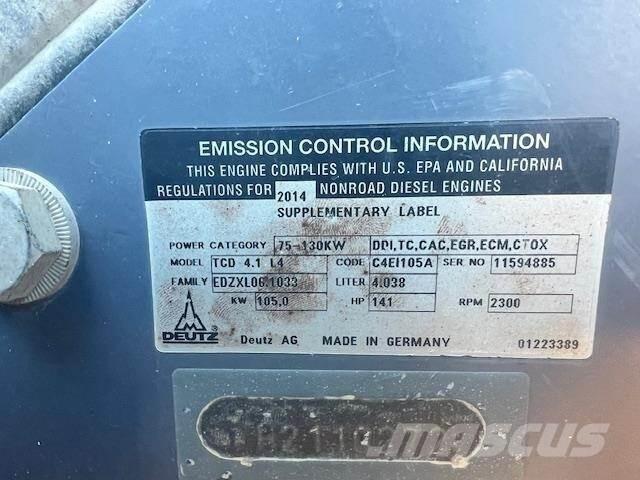 EMISSION CONTROL INFORMATION
THIS ENGINE COMPLIES WITH U.S. EPA AND CALIFORNIA
REGULATIONS FOR 2014 NONROAD DIESEL ENGINES
SUPPLEMENTARY LABEL
POWER CATEGORY 75-130KW DDI,TC,CAC,EGR,ECM,CTOX
MODEL TCD 4.1 L4 CODE C4EI105A SER NO 11594885
FAMILY EDZXL06.1033 LITER 4.038
KW 105,0 HP 141 RPM 2300
DEUTZ ® Deutz AG MADE IN GERMANY 01223389
MASCUS